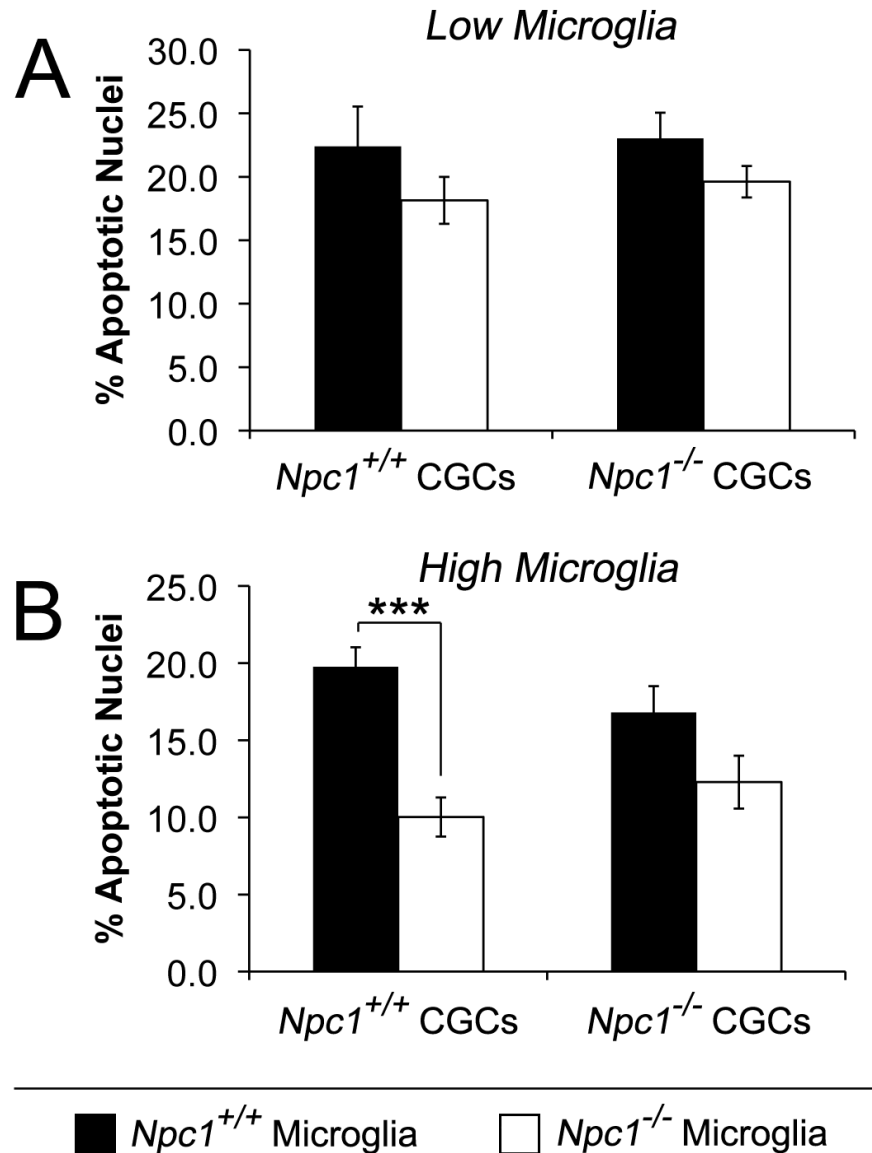 A
Low Microglia
% Apoptotic Nuclei
30.0
25.0
20.0
15.0
10.0
5.0
0.0
Npc1+/+ CGCs
Npc1-/- CGCs
B
High Microglia
% Apoptotic Nuclei
25.0
20.0
15.0
10.0
5.0
0.0
***
Npc1+/+ CGCs
Npc1-/- CGCs
Npc1+/+ Microglia
Npc1-/- Microglia